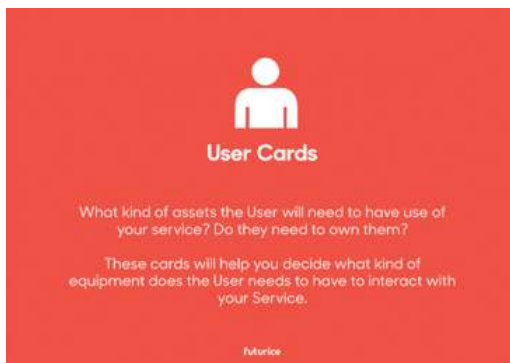 User Cards
What kind of assets the User will need to have use of
your service? Do they need to own them?
These cards will help you decide what kind of
equipment does the User needs to have to interact with
your Service.
futurice